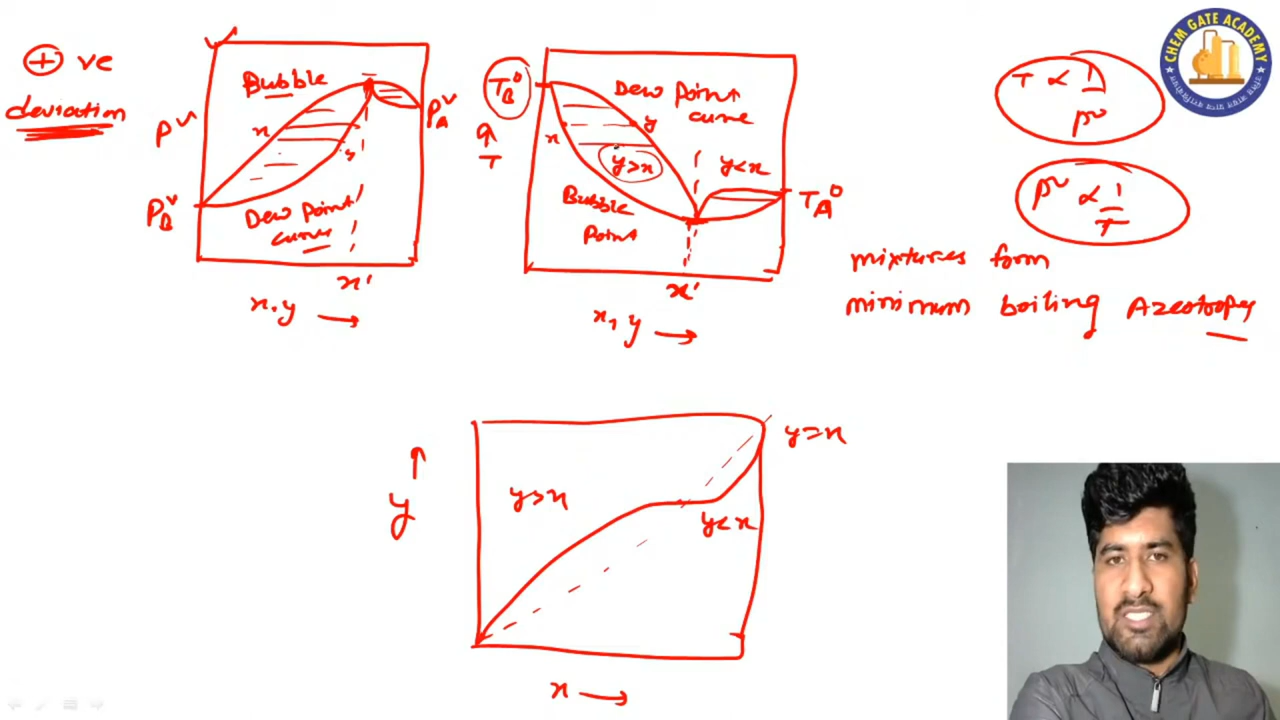 ⊕ ve
deviation
Bubble
x
y
Dew Point
curve
P^v
P_B^v
P_A^v
x'
x, y →
T_B^0
↑
T
Dew Point
curve
x
y
y>x
y<x
Bubble
Point
T_A^0
x'
x, y →
T ∝ 1/P^v
P^v ∝ 1/T
mixtures form
minimum boiling Azeotropes
CHEM GATE ACADEMY
↑
y
y>x
y<x
y=x
x →